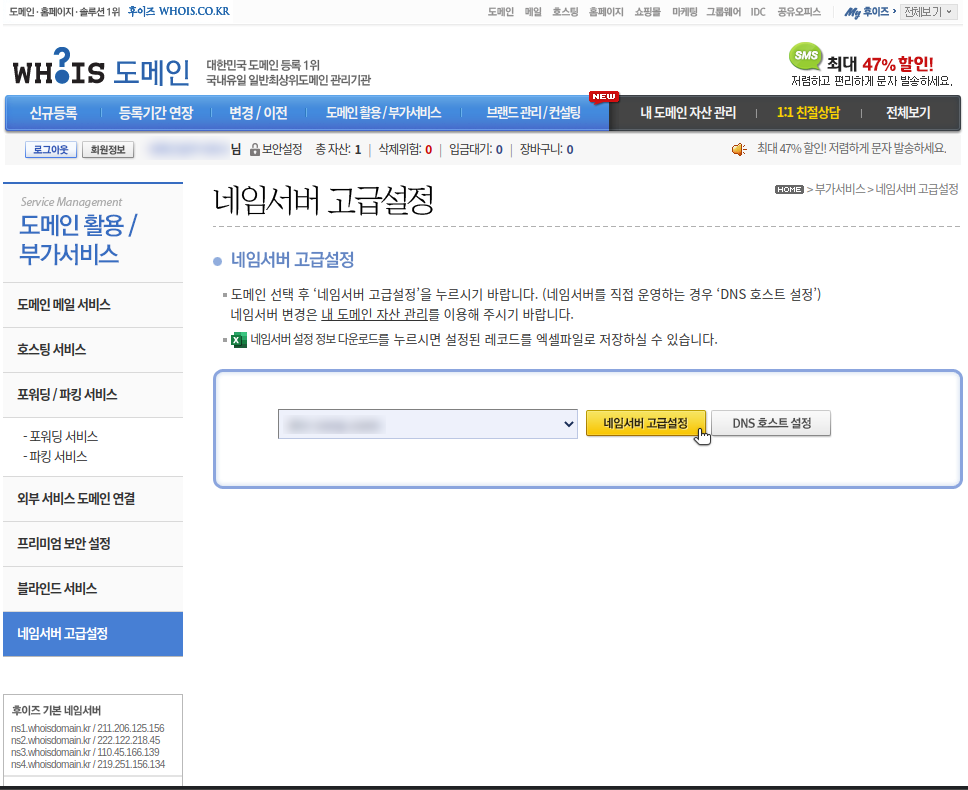 도메인 · 홈페이지 · 솔루션 1위 후이즈 WHOIS.CO.KR
도메인 메일 호스팅 홈페이지 쇼핑몰 마케팅 그룹웨어 IDC 공유오피스 My 후이즈 › 전체보기
WH?IS 도메인
대한민국 도메인 등록 1위
국내유일 일반최상위도메인 관리기관
SMS 최대 47% 할인!
저렴하고 편리하게 문자 발송하세요.
NEW
신규등록 등록기간 연장 변경 / 이전 도메인 활용 / 부가서비스 브랜드 관리 / 컨설팅 내 도메인 자산 관리 1:1 친절상담 전체보기
로그아웃 회원정보 님 보안설정 총 자산: 1 | 삭제위험: 0 | 입금대기: 0 | 장바구니: 0 최대 47% 할인! 저렴하게 문자 발송하세요.
Service Management
도메인 활용 /
부가서비스
도메인 메일 서비스
호스팅 서비스
포워딩 / 파킹 서비스
- 포워딩 서비스
- 파킹 서비스
외부 서비스 도메인 연결
프리미엄 보안 설정
블라인드 서비스
네임서버 고급설정
후이즈 기본 네임서버
ns1.whoisdomain.kr / 211.206.125.156
ns2.whoisdomain.kr / 222.122.218.45
ns3.whoisdomain.kr / 110.45.166.139
ns4.whoisdomain.kr / 219.251.156.134
네임서버 고급설정
HOME > 부가서비스 > 네임서버 고급설정
네임서버 고급설정
도메인 선택 후 ‘네임서버 고급설정’을 누르시기 바랍니다. (네임서버를 직접 운영하는 경우 ‘DNS 호스트 설정’)
네임서버 변경은 내 도메인 자산 관리를 이용해 주시기 바랍니다.
네임서버 설정 정보 다운로드를 누르시면 설정된 레코드를 엑셀파일로 저장하실 수 있습니다.
네임서버 고급설정 DNS 호스트 설정